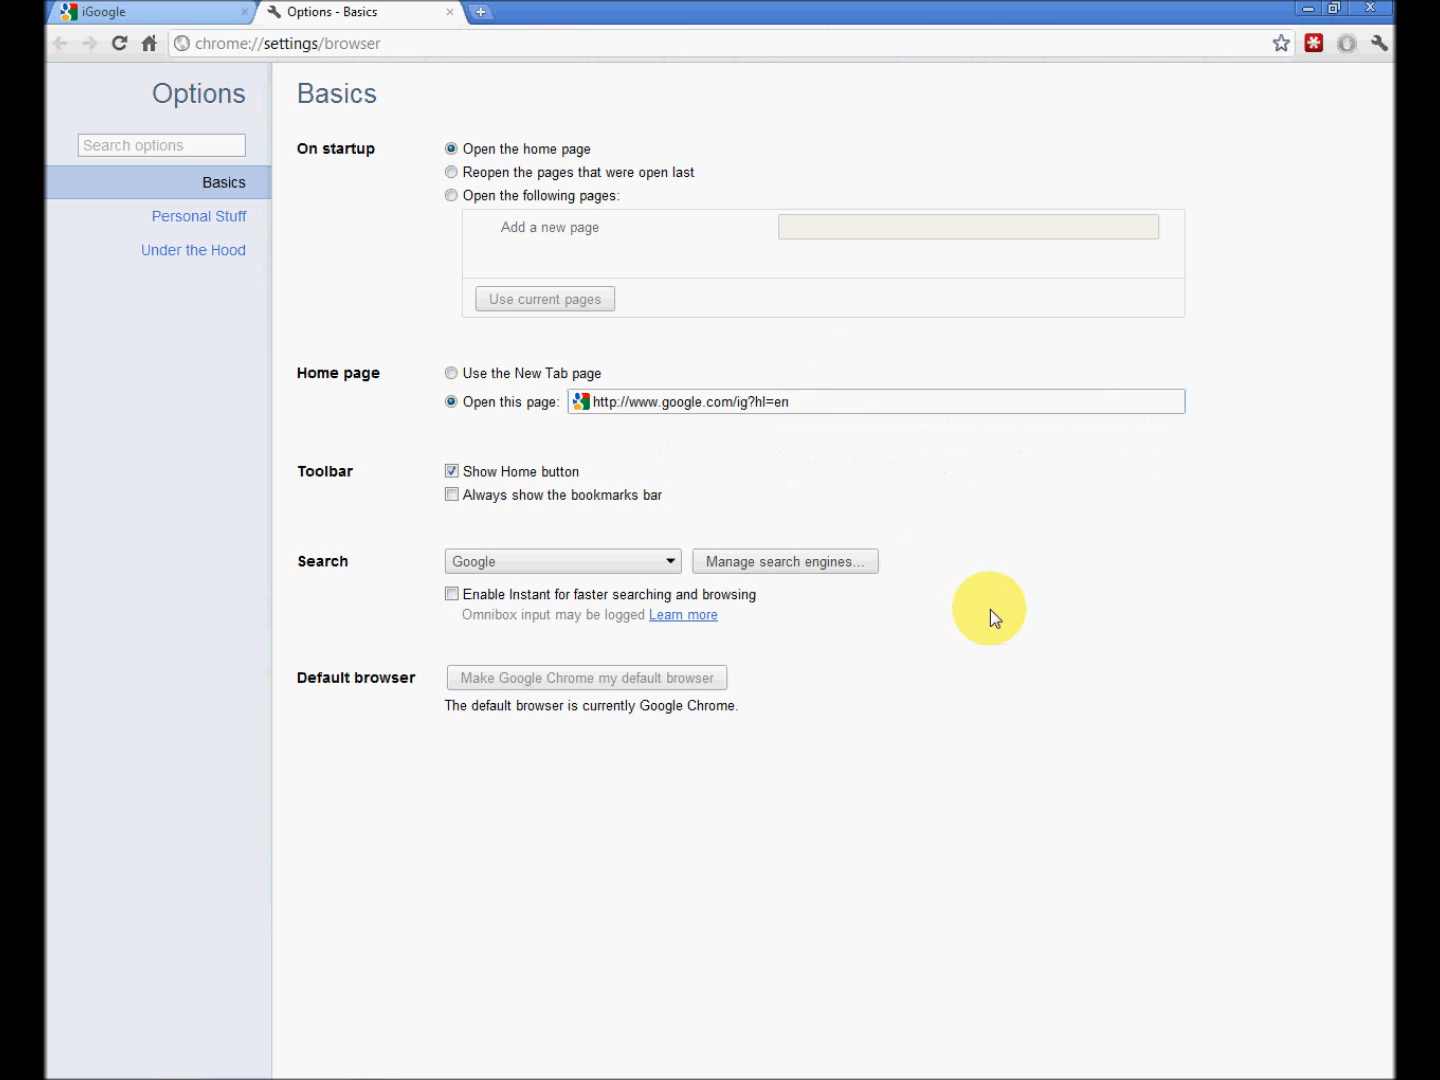 iGoogle
Options - Basics
chrome://settings/browser
Options
Search options
Basics
Personal Stuff
Under the Hood
Basics
On startup
Open the home page
Reopen the pages that were open last
Open the following pages:
Add a new page
Use current pages
Home page
Use the New Tab page
Open this page: http://www.google.com/ig?hl=en
Toolbar
Show Home button
Always show the bookmarks bar
Search
Google
Manage search engines...
Enable Instant for faster searching and browsing
Omnibox input may be logged Learn more
Default browser
Make Google Chrome my default browser
The default browser is currently Google Chrome.